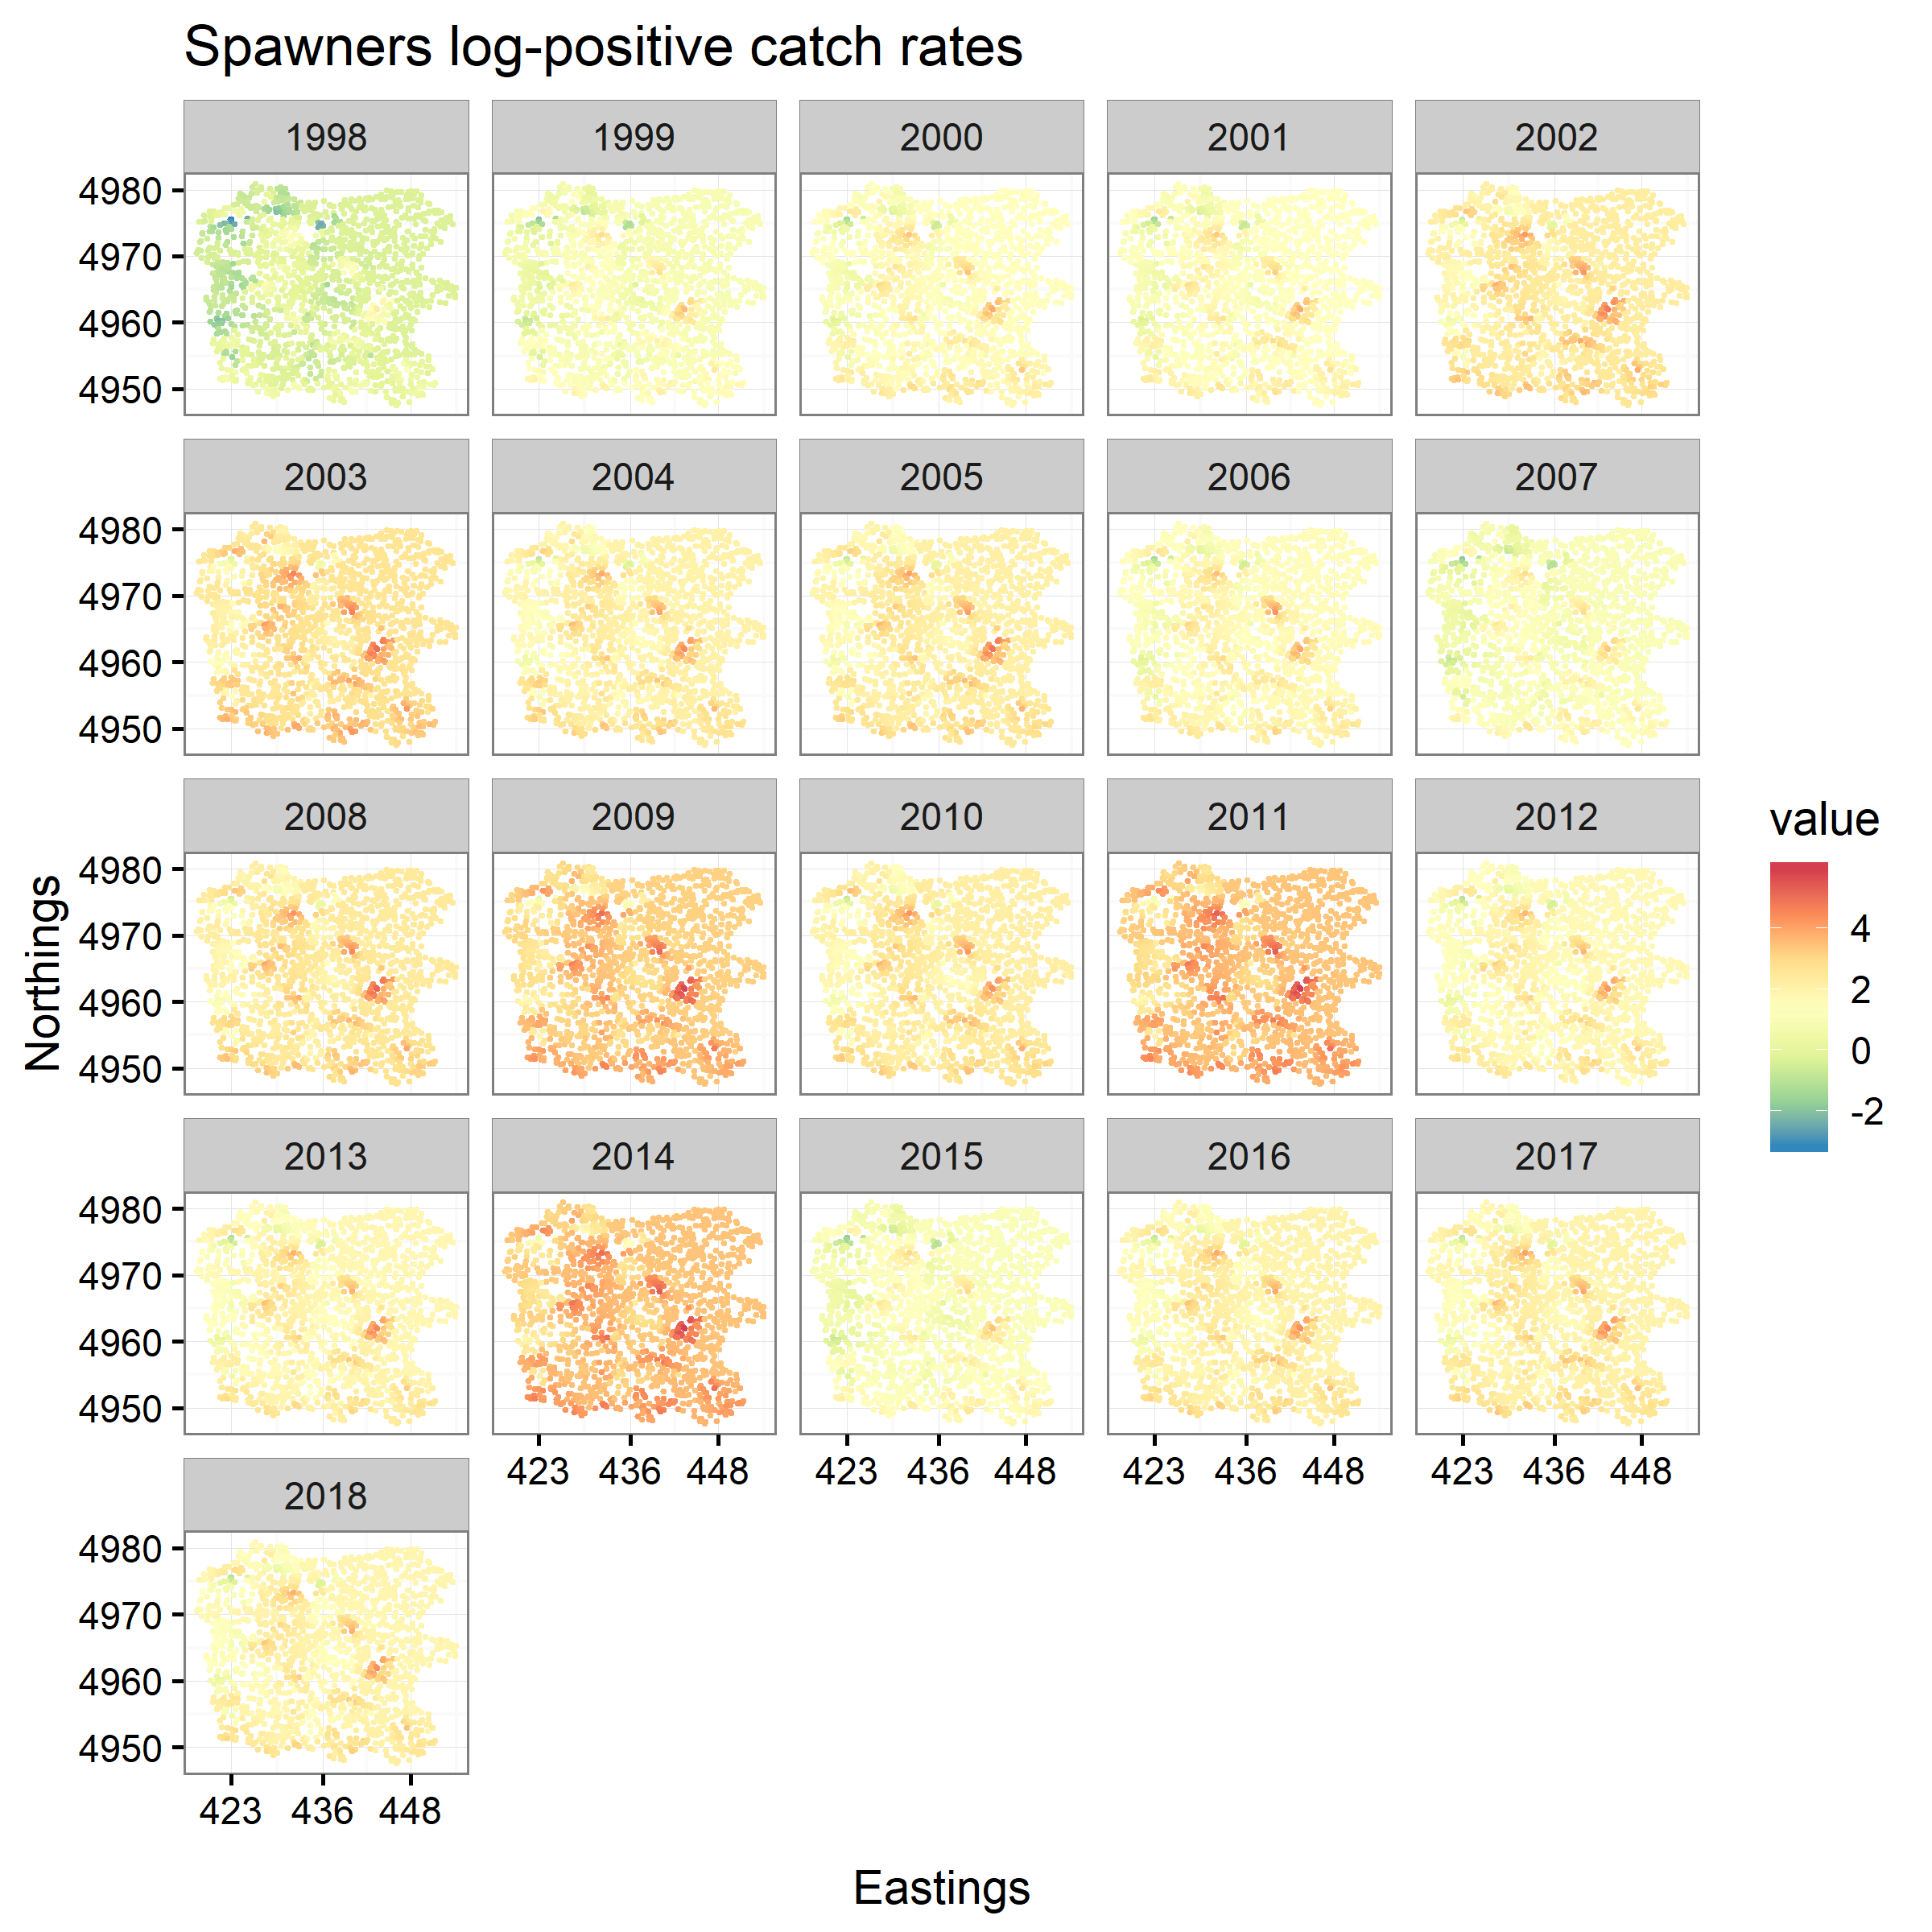 Spawners log-positive catch rates
1998 1999 2000 2001 2002
4980
4970
4960
4950
2003 2004 2005 2006 2007
4980
4970
4960
4950
2008 2009 2010 2011 2012
4980
4970
4960
4950
2013 2014 2015 2016 2017
4980
4970
4960
4950
423 436 448 423 436 448 423 436 448 423 436 448
2018
4980
4970
4960
4950
423 436 448
Eastings
Northings
value
4
2
0
-2